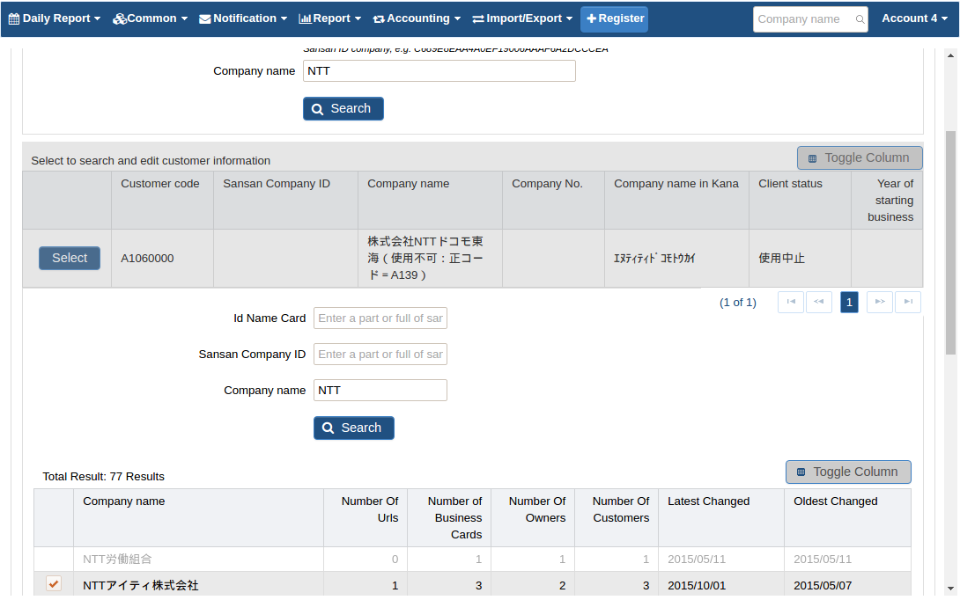 Daily Report Common Notification Report Accounting Import/Export Register Company name Account 4
Company name NTT
Search
Select to search and edit customer information Toggle Column
Customer code Sansan Company ID Company name Company No. Company name in Kana Client status Year of
starting
business
Select A1060000 株式会社NTTドコモ東
海(使用不可:正コー
ド=A139)
エヌティティドコモトウカイ 使用中止
(1 of 1) 1
Id Name Card Enter a part or full of sar
Sansan Company ID Enter a part or full of sar
Company name NTT
Search
Total Result: 77 Results Toggle Column
Company name Number Of
Urls
Number of
Business
Cards
Number Of
Owners
Number Of
Customers
Latest Changed Oldest Changed
NTT労働組合 0 1 1 1 2015/05/11 2015/05/11
NTTアイティ株式会社 1 3 2 3 2015/10/01 2015/05/07